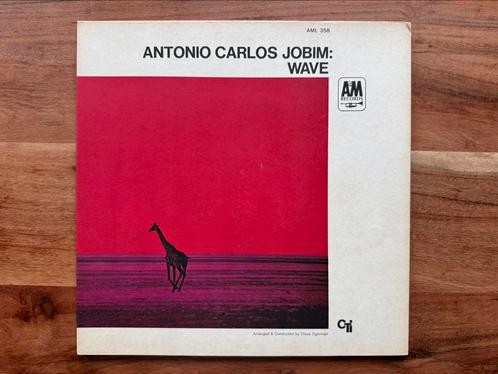 AML 358
ANTONIO CARLOS JOBIM:
WAVE
A&M
RECORDS
Arranged & Conducted by Claus Ogerman
CTi